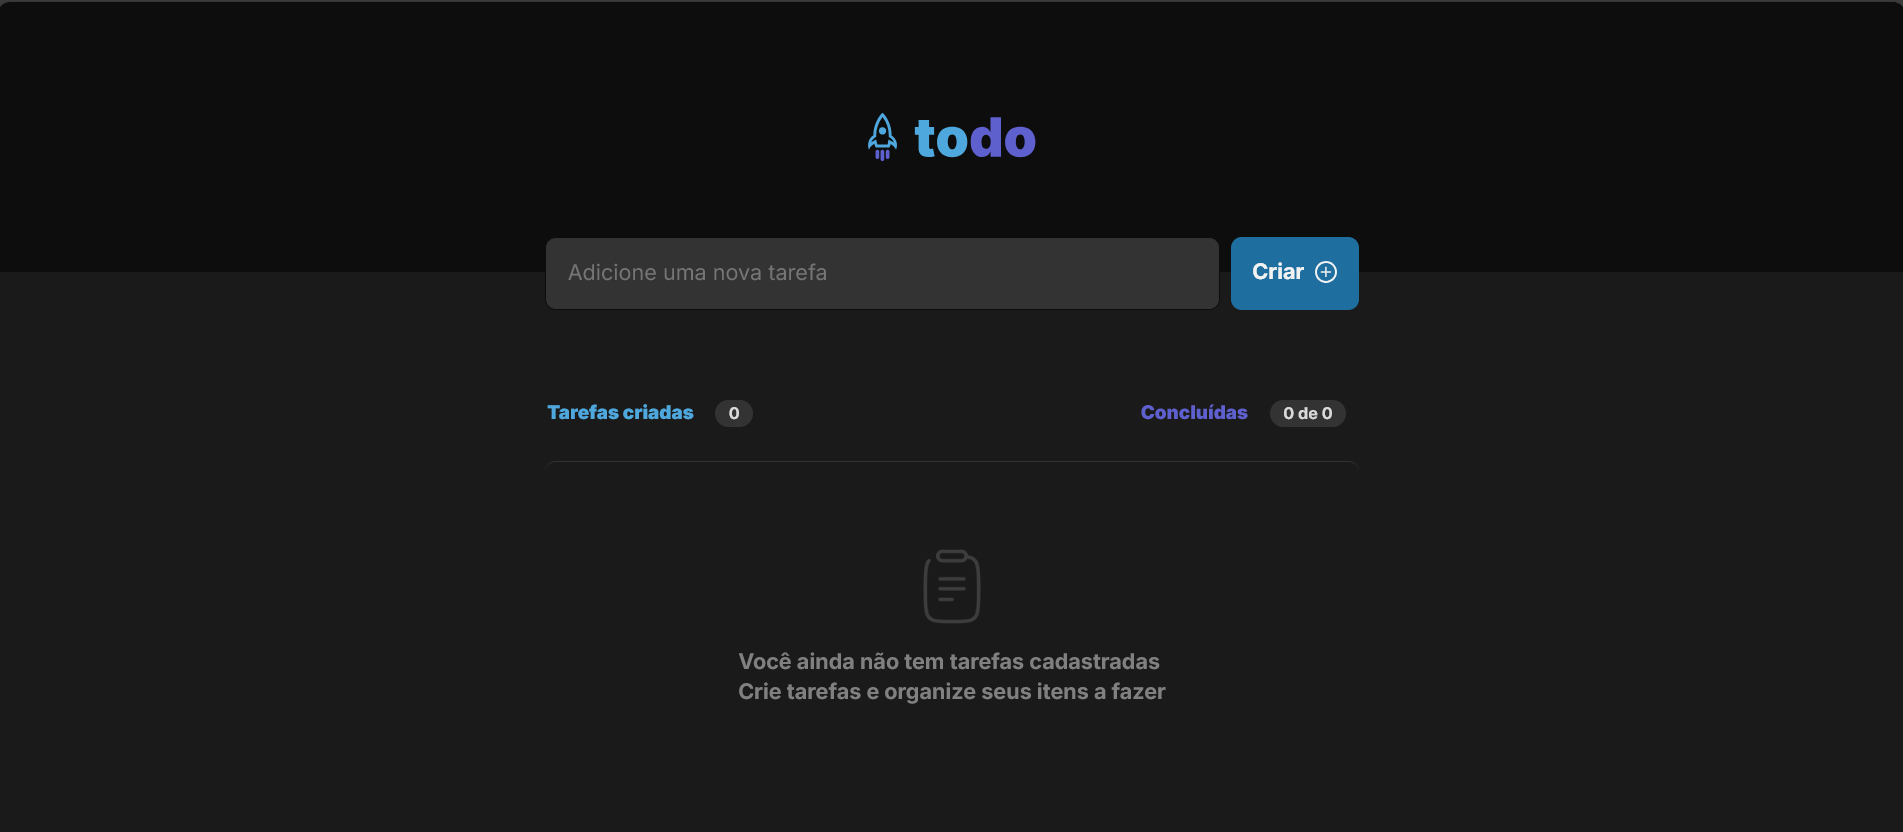 todo
Adicione uma nova tarefa
Criar
Tarefas criadas 0
Concluídas 0 de 0
Você ainda não tem tarefas cadastradas
Crie tarefas e organize seus itens a fazer